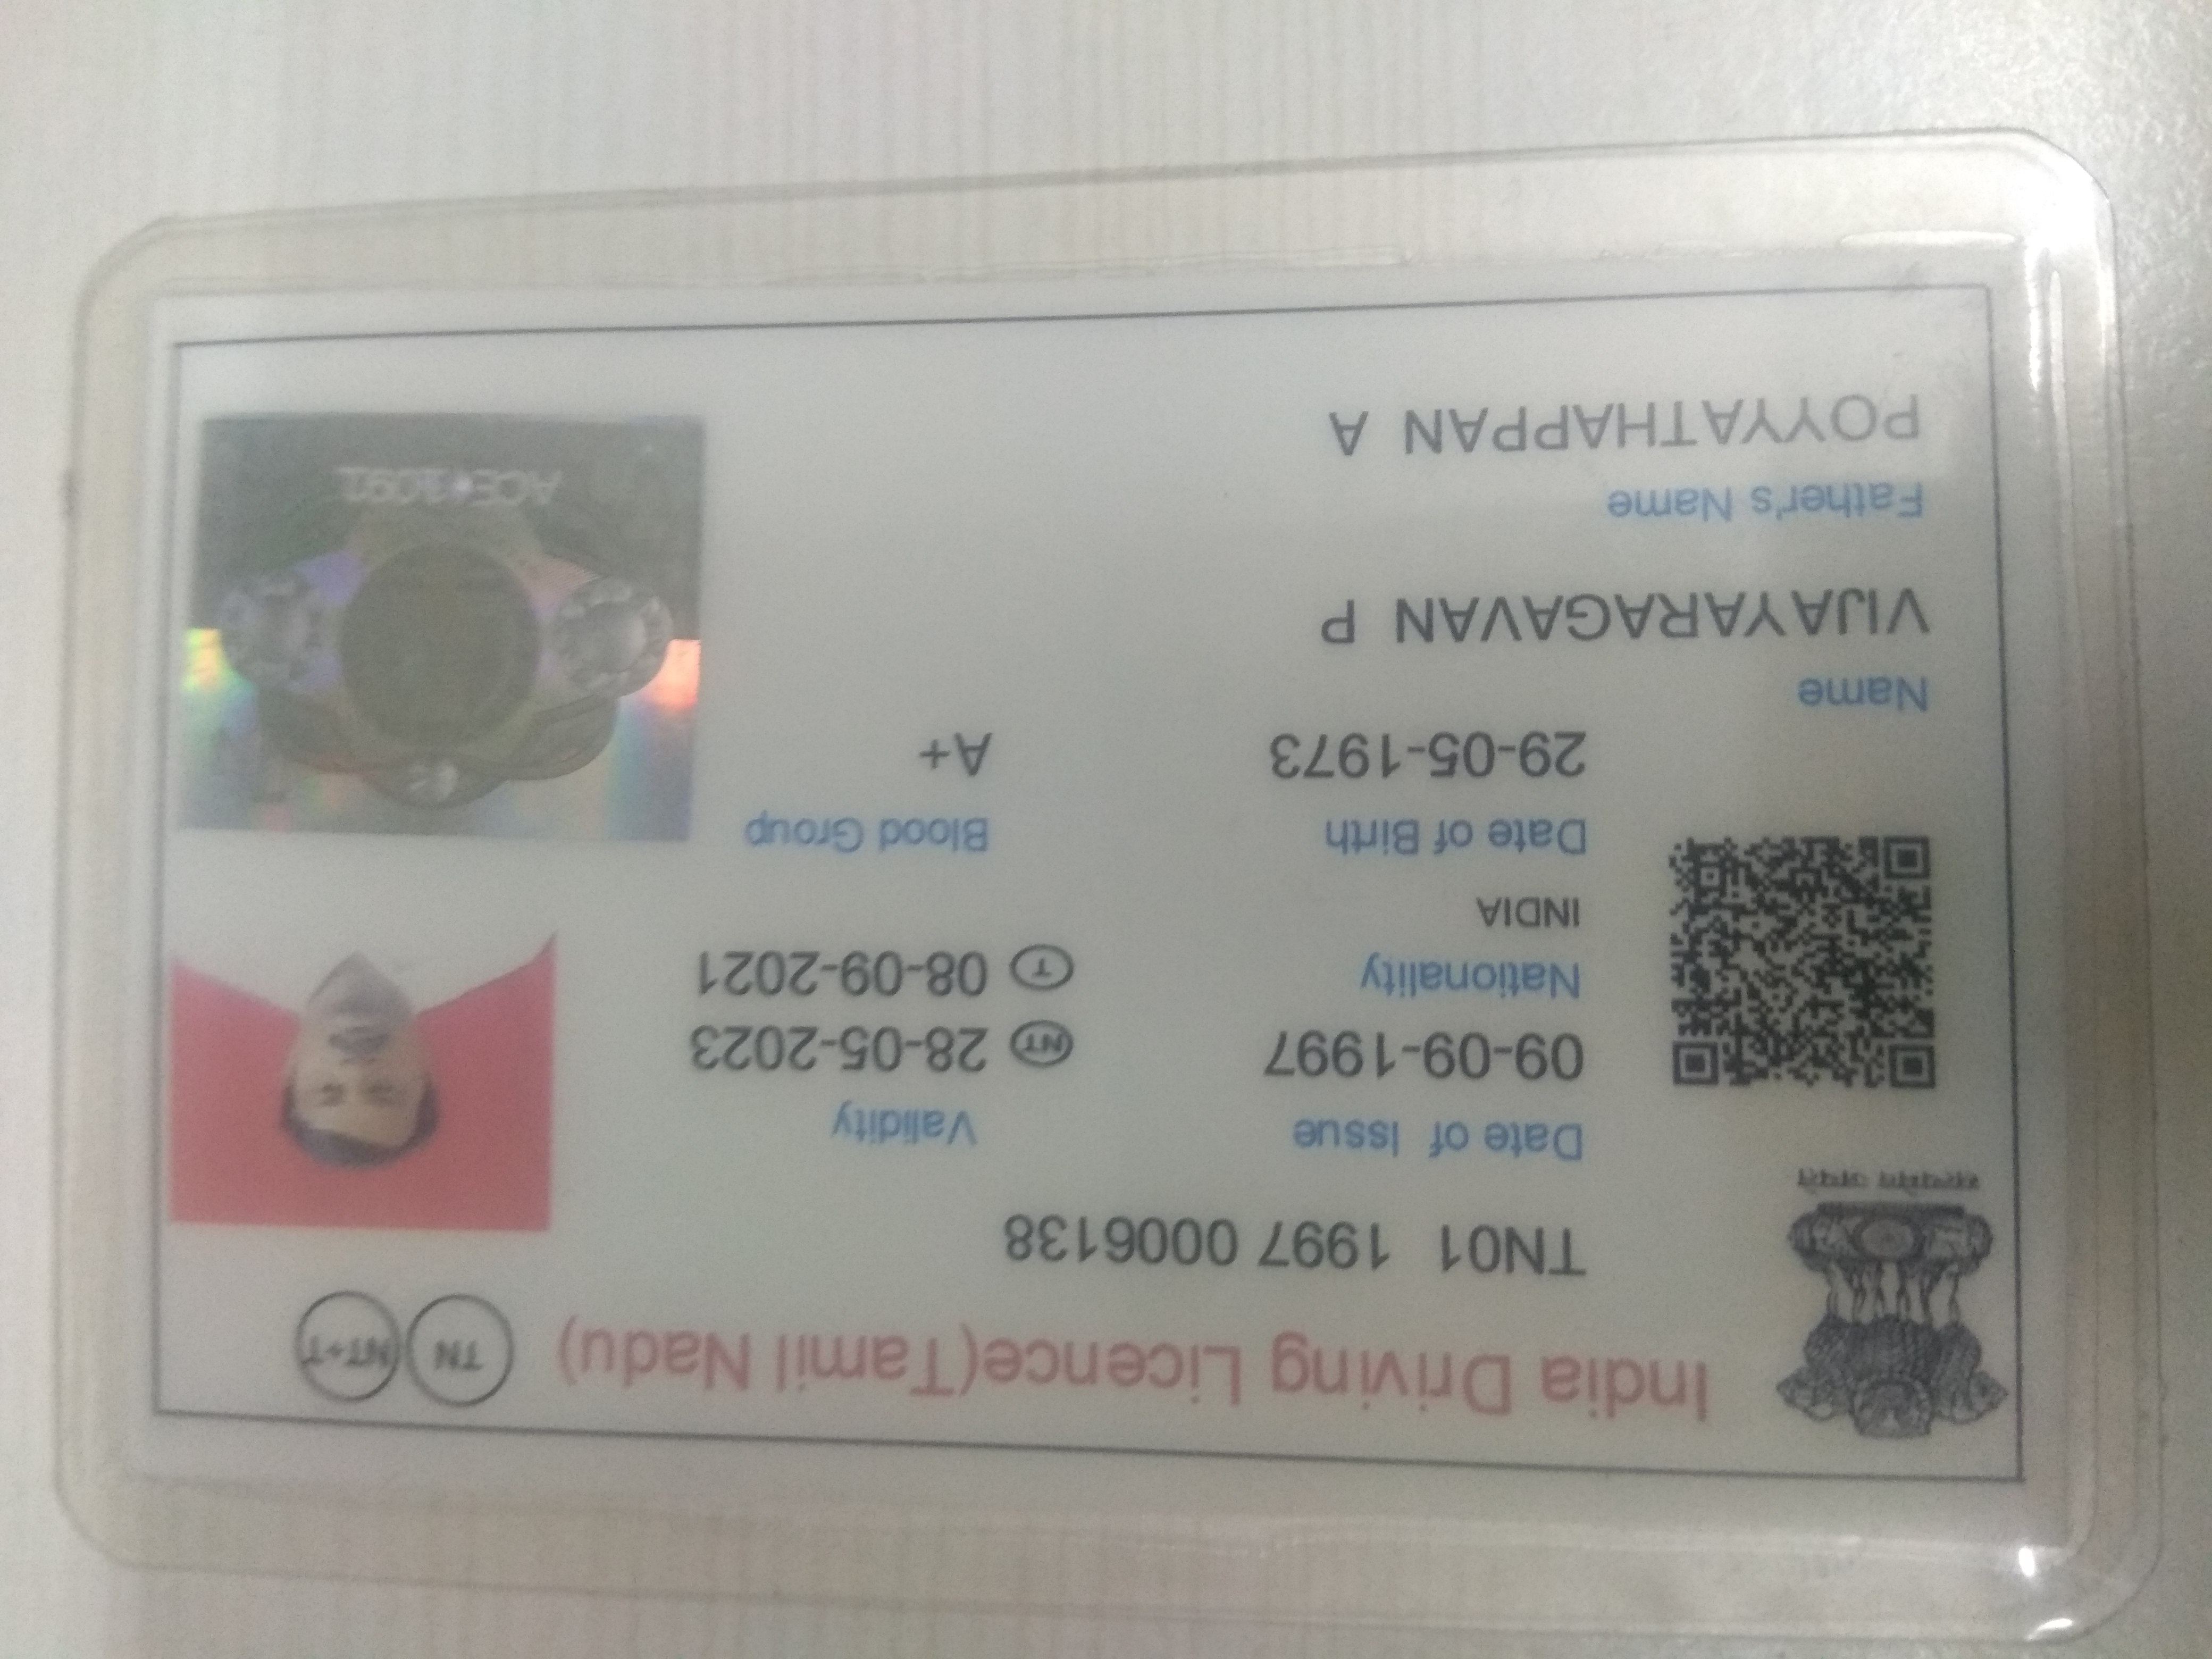 India Driving Licence(Tamil Nadu) TN NT+T
TN01 1997 0006138
Date of Issue Validity
09-09-1997 NT 28-05-2023
Nationality T 08-09-2021
INDIA
Date of Birth Blood Group
29-05-1973 A+
Name
VIJAYARAGAVAN P
Father's Name
POYYATHAPPAN A